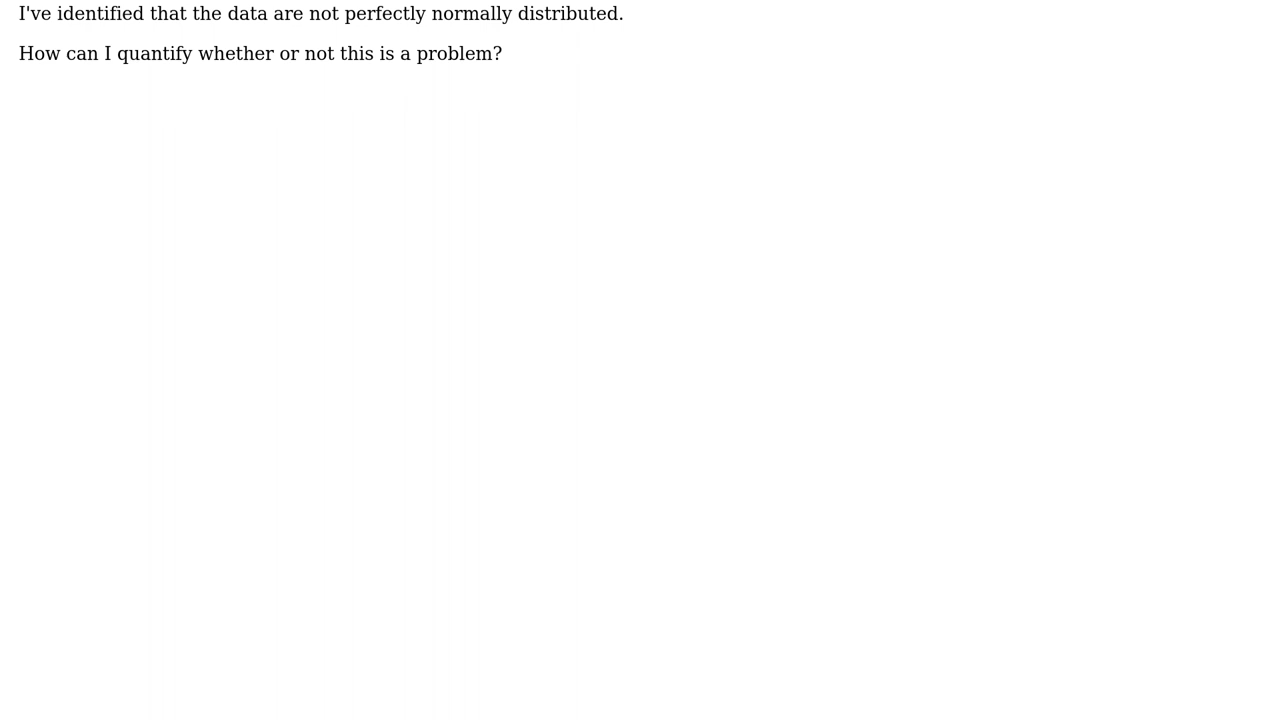 I've identified that the data are not perfectly normally distributed.
How can I quantify whether or not this is a problem?